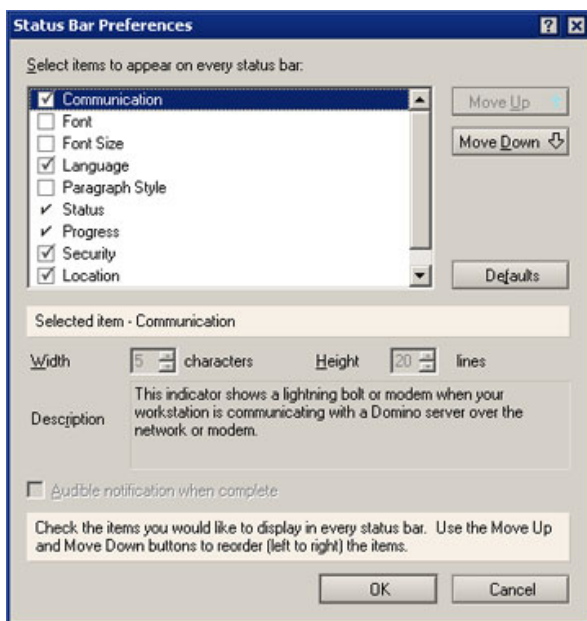 Status Bar Preferences
Select items to appear on every status bar:
Communication
Font
Font Size
Language
Paragraph Style
Status
Progress
Security
Location
Move Up
Move Down
Defaults
Selected item - Communication
Width 5 characters Height 20 lines
Description
This indicator shows a lightning bolt or modem when your
workstation is communicating with a Domino server over the
network or modem.
Audible notification when complete
Check the items you would like to display in every status bar. Use the Move Up
and Move Down buttons to reorder (left to right) the items.
OK Cancel